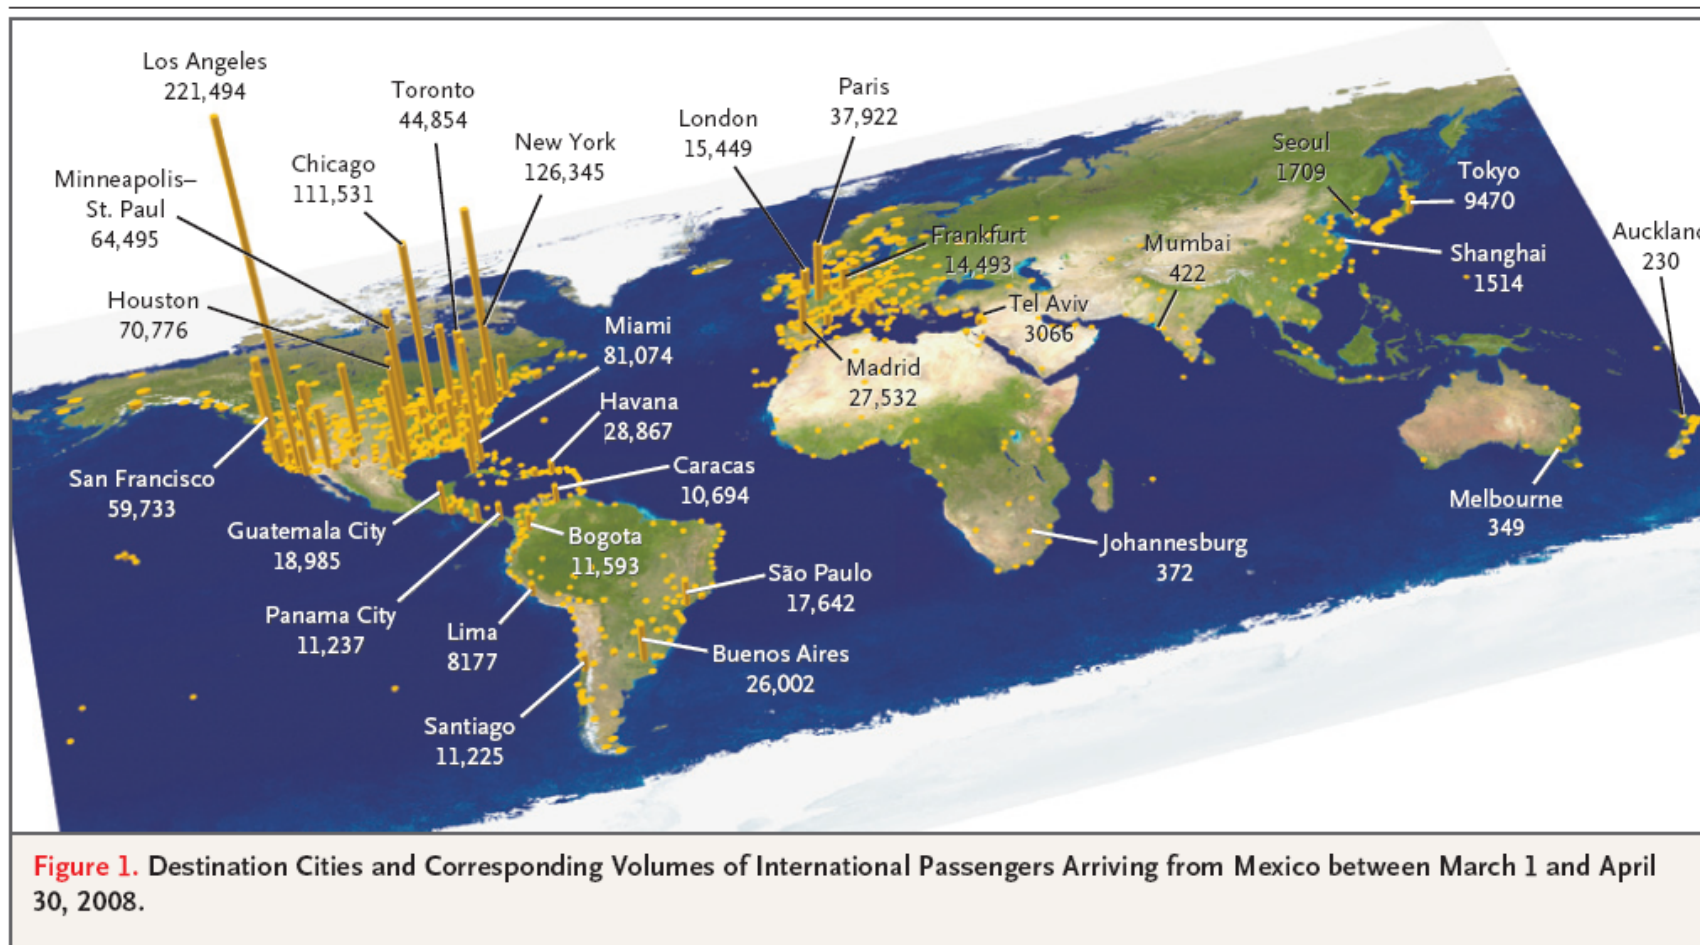 Los Angeles
221,494
Toronto
44,854
Paris
37,922
London
15,449
New York
126,345
Chicago
111,531
Minneapolis–
St. Paul
64,495
Seoul
1709
Tokyo
9470
Auckland
230
Frankfurt
14,493
Mumbai
422
Shanghai
1514
Houston
70,776
Tel Aviv
3066
Miami
81,074
Madrid
27,532
Havana
28,867
San Francisco
59,733
Caracas
10,694
Melbourne
349
Guatemala City
18,985
Bogota
11,593
Johannesburg
372
São Paulo
17,642
Panama City
11,237
Lima
8177
Buenos Aires
26,002
Santiago
11,225
Figure 1. Destination Cities and Corresponding Volumes of International Passengers Arriving from Mexico between March 1 and April
30, 2008.